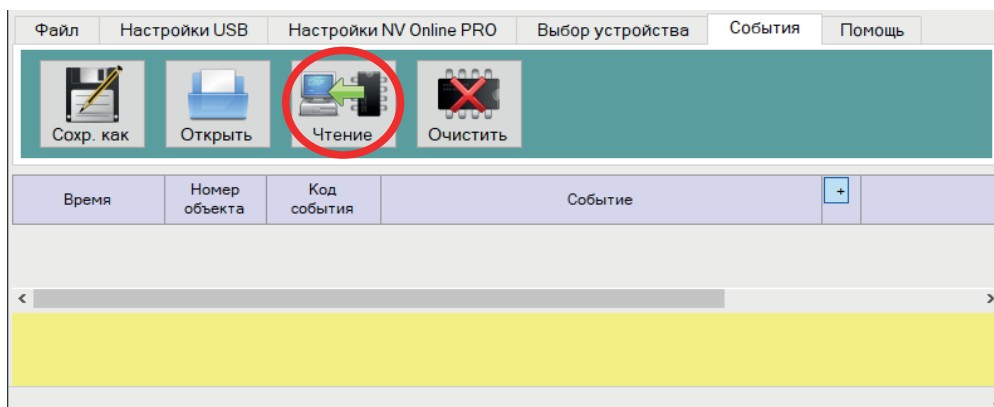 Файл Настройки USB Настройки NV Online PRO Выбор устройства События Помощь
Сохр. как Открыть Чтение Очистить
Время Номер объекта Код события Событие +